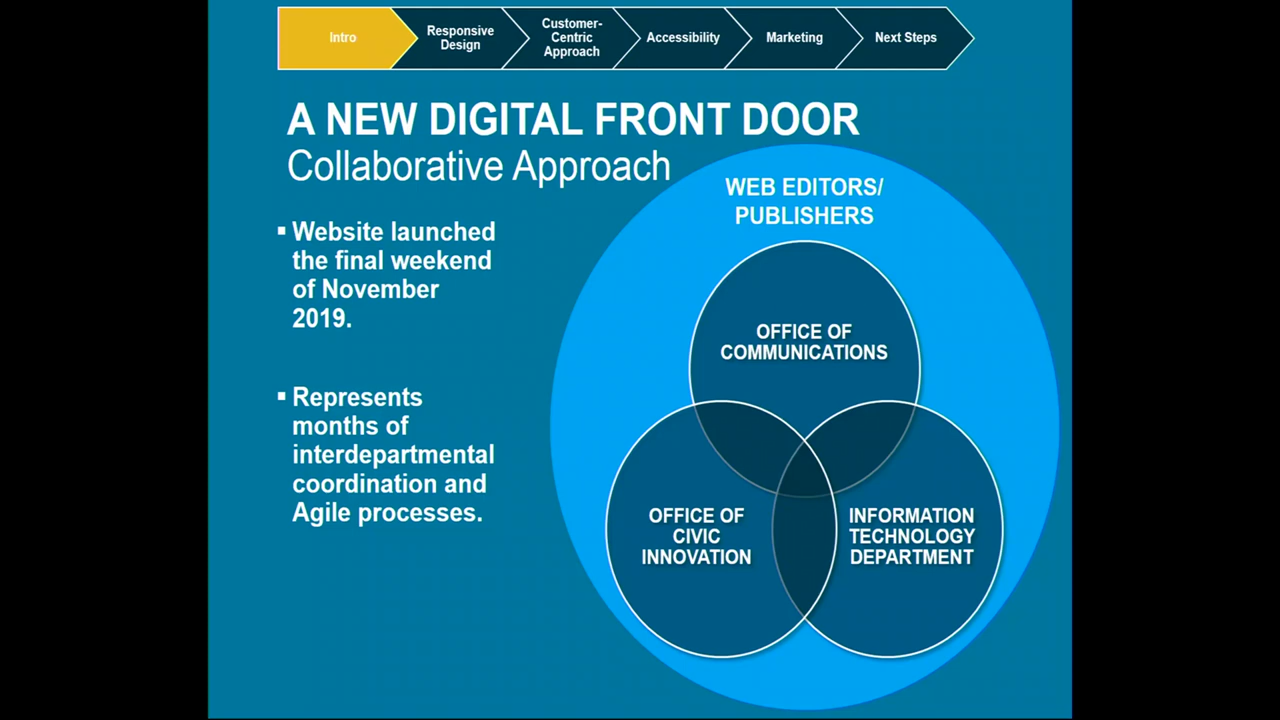 Intro
Responsive
Design
Customer-
Centric
Approach
Accessibility
Marketing
Next Steps
A NEW DIGITAL FRONT DOOR
Collaborative Approach
▪ Website launched
the final weekend
of November
2019.
▪ Represents
months of
interdepartmental
coordination and
Agile processes.
WEB EDITORS/
PUBLISHERS
OFFICE OF
COMMUNICATIONS
OFFICE OF
CIVIC
INNOVATION
INFORMATION
TECHNOLOGY
DEPARTMENT